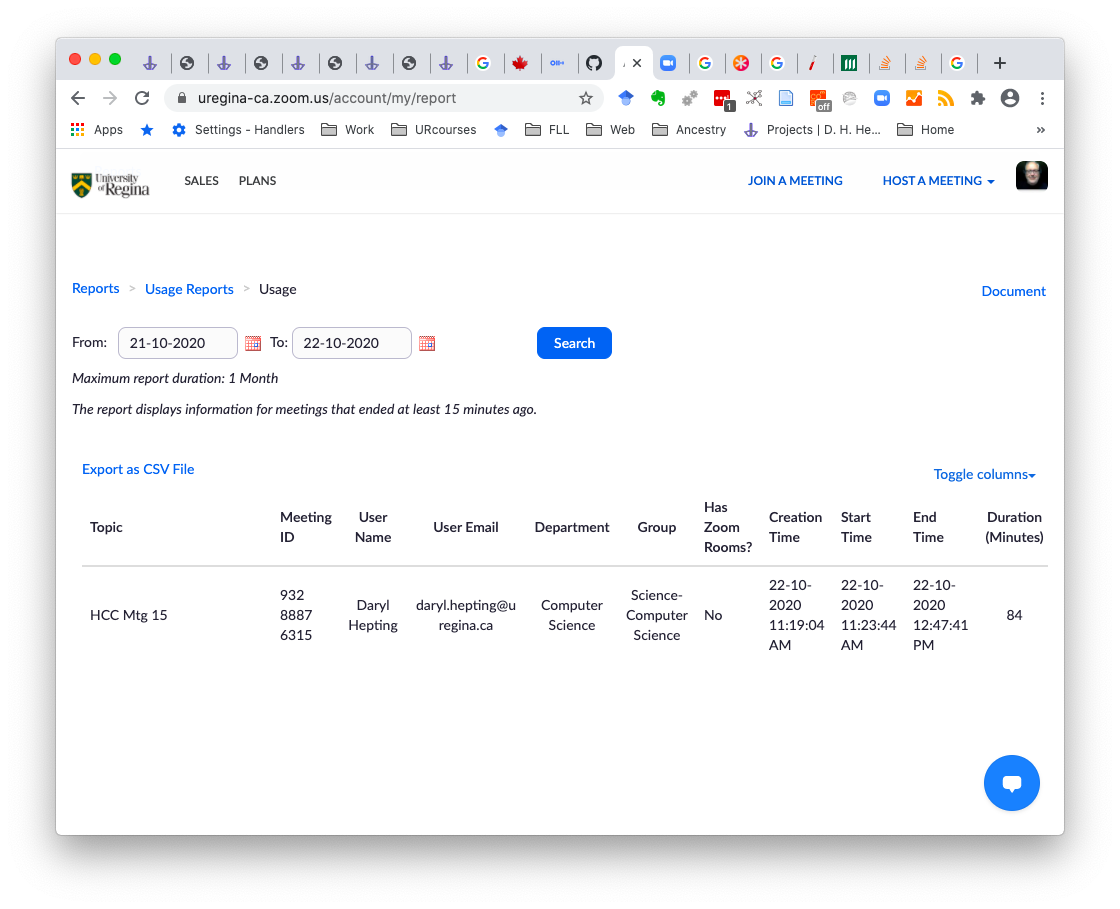 uregina-ca.zoom.us/account/my/report
1
off
Apps Settings - Handlers Work URcourses FLL Web Ancestry Projects | D. H. He... Home »
University of Regina SALES PLANS JOIN A MEETING HOST A MEETING
Reports > Usage Reports > Usage
Document
From: 21-10-2020 To: 22-10-2020 Search
Maximum report duration: 1 Month
The report displays information for meetings that ended at least 15 minutes ago.
Export as CSV File
Toggle columns
Topic
Meeting ID
User Name
User Email
Department
Group
Has Zoom Rooms?
Creation Time
Start Time
End Time
Duration (Minutes)
HCC Mtg 15
932
8887
6315
Daryl
Hepting
daryl.hepting@u
regina.ca
Computer
Science
Science-
Computer
Science
No
22-10-
2020
11:19:04
AM
22-10-
2020
11:23:44
AM
22-10-
2020
12:47:41
PM
84